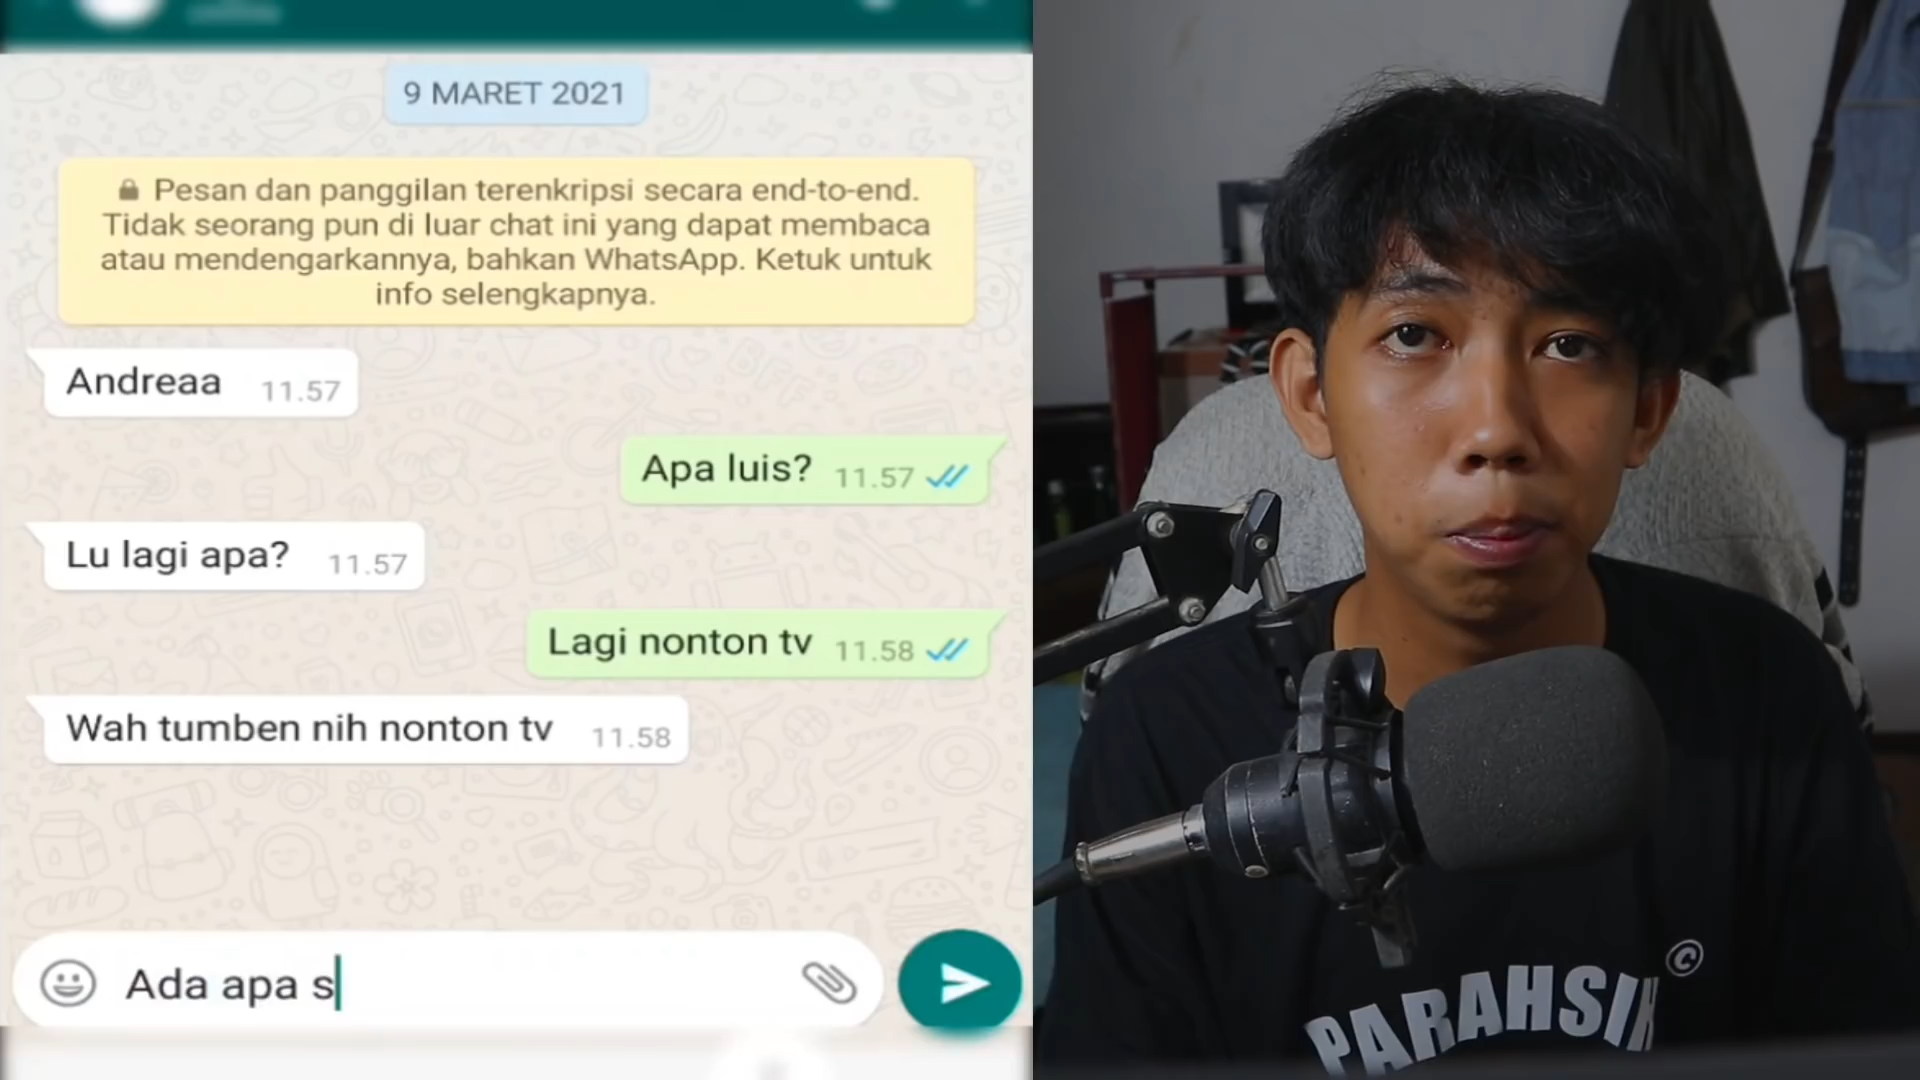 9 MARET 2021
Pesan dan panggilan terenkripsi secara end-to-end.
Tidak seorang pun di luar chat ini yang dapat membaca
atau mendengarkannya, bahkan WhatsApp. Ketuk untuk
info selengkapnya.
Andreaa 11.57
Apa luis? 11.57
Lu lagi apa? 11.57
Lagi nonton tv 11.58
Wah tumben nih nonton tv 11.58
Ada apa s
©